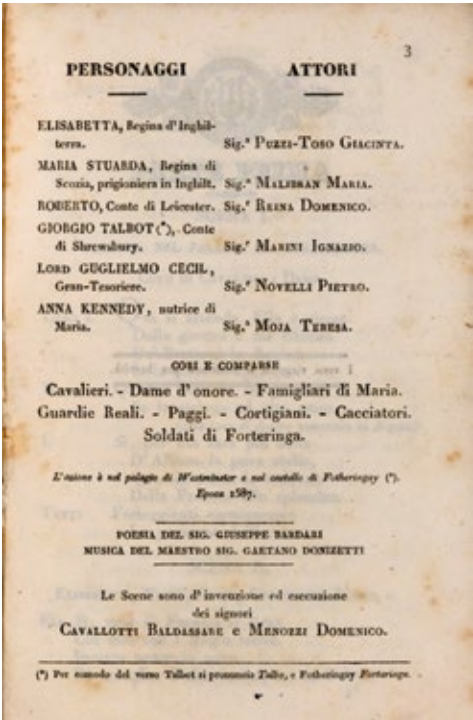 3
PERSONAGGI ATTORI
ELISABETTA, Regina d' Inghil-
terra. Sig.ª PUZZI-TOSO GIACINTA.
MARIA STUARDA, Regina di
Scozia, prigioniera in Inghilt. Sig.ª MALIBRAN MARIA.
ROBERTO, Conte di Leicester. Sig.r REINA DOMENICO.
GIORGIO TALBOT (*), Conte
di Shrewsbury. Sig.r MARINI IGNAZIO.
LORD GUGLIELMO CECIL,
Gran-Tesoriere. Sig.r NOVELLI PIETRO.
ANNA KENNEDY, nutrice di
Maria. Sig.ª MOJA TERESA.
CORI E COMPARSE
Cavalieri. - Dame d' onore. - Famigliari di Maria.
Guardie Reali. - Paggi. - Cortigiani. - Cacciatori.
Soldati di Forteringa.
L'azione è nel palagio di Westminster e nel castello di Fotheringay (*).
Epoca 1587.
POESIA DEL SIG. GIUSEPPE BARDARI
MUSICA DEL MAESTRO SIG. GAETANO DONIZETTI
Le Scene sono d' invenzione ed esecuzione
dei signori
CAVALLOTTI BALDASSARE e MENOZZI DOMENICO.
(*) Per comodo del verso Talbot si pronuncia Talbo, e Fotheringay Forteringa.